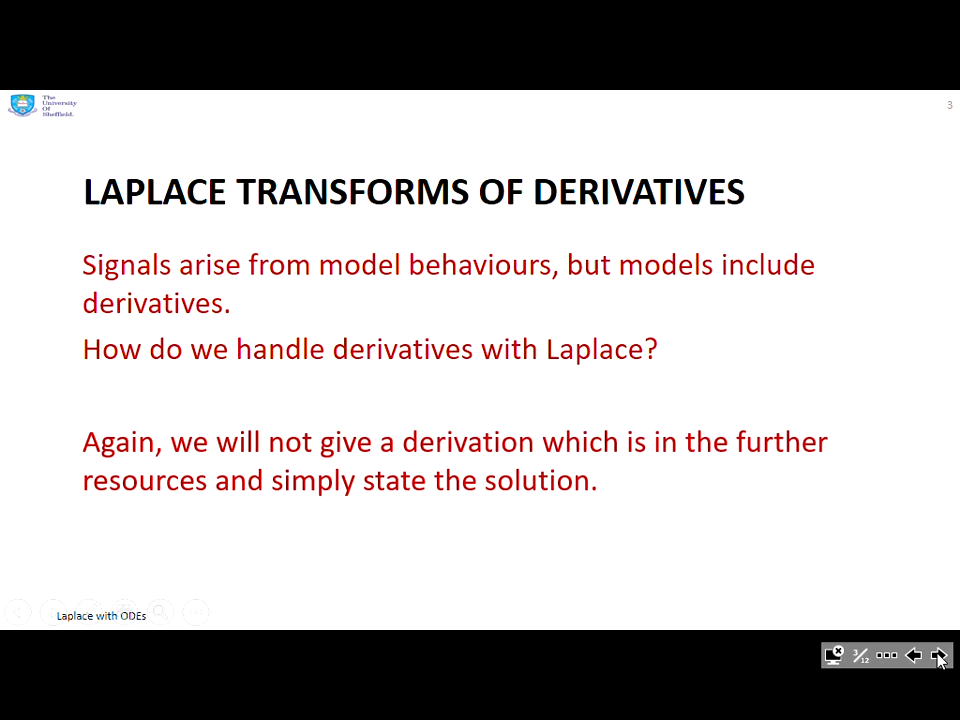 The
University
Of
Sheffield.
3
LAPLACE TRANSFORMS OF DERIVATIVES
Signals arise from model behaviours, but models include
derivatives.
How do we handle derivatives with Laplace?
Again, we will not give a derivation which is in the further
resources and simply state the solution.
Laplace with ODEs
3/12